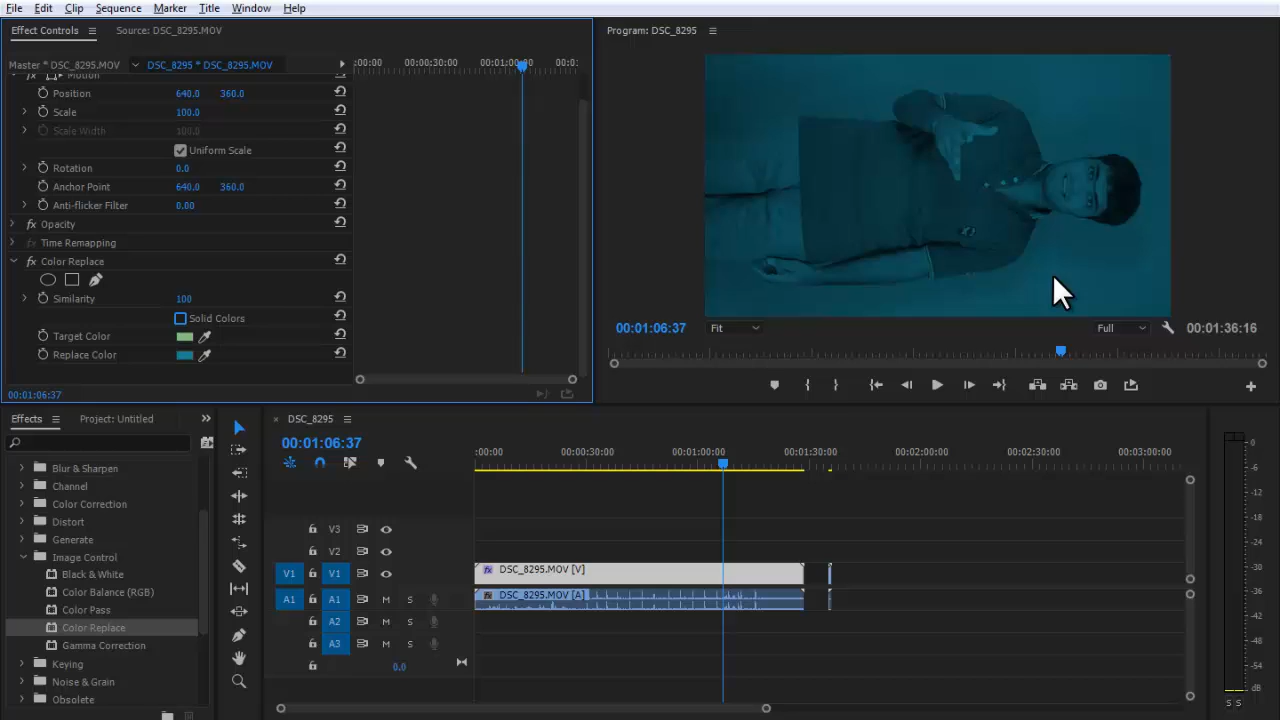 File Edit Clip Sequence Marker Title Window Help
Effect Controls Source: DSC_8295.MOV
Program: DSC_8295
Master * DSC_8295.MOV DSC_8295 * DSC_8295.MOV
:00:00 00:00:30:00 00:01:00:00 00:0
Motion
Position 640.0 360.0
Scale 100.0
Scale Width 100.0
Uniform Scale
Rotation 0.0
Anchor Point 640.0 360.0
Anti-flicker Filter 0.00
fx Opacity
fx Time Remapping
fx Color Replace
Similarity 100
Solid Colors
Target Color
Replace Color
00:01:06:37
00:01:06:37 Fit Full 00:01:36:16
Effects Project: Untitled
Blur & Sharpen
Channel
Color Correction
Distort
Generate
Image Control
Black & White
Color Balance (RGB)
Color Pass
Color Replace
Gamma Correction
Keying
Noise & Grain
Obsolete
× DSC_8295
00:01:06:37
:00:00 00:00:30:00 00:01:00:00 00:01:30:00 00:02:00:00 00:02:30:00 00:03:00:00
V3
V2
V1 V1 fx DSC_8295.MOV [V]
A1 A1 M S DSC_8295.MOV [A]
A2 M S
A3 M S
0.0
0
-6
-12
-18
-24
-30
-36
-42
-48
-54
dB
S S